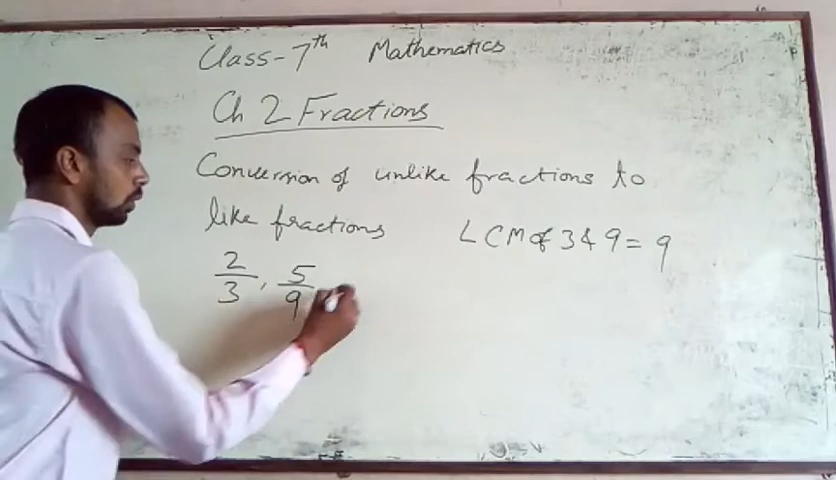 Class-7th Mathematics
Ch 2 Fractions
Conversion of unlike fractions to
like fractions
LCM of 3 & 9 = 9
2/3, 5/9